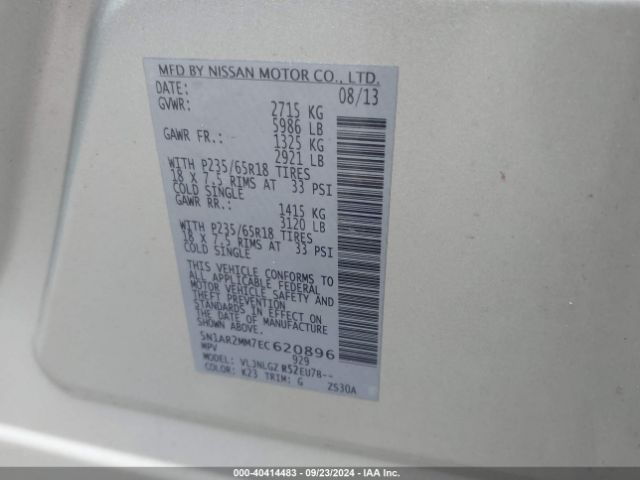 MFD BY NISSAN MOTOR CO., LTD.
DATE: 08/13
GVWR: 2715 KG
5986 LB
GAWR FR.: 1325 KG
2921 LB
WITH P235/65R18 TIRES
18 X 7.5 RIMS AT 33 PSI
COLD SINGLE
GAWR RR.: 1415 KG
3120 LB
WITH P235/65R18 TIRES
18 X 7.5 RIMS AT 33 PSI
COLD SINGLE
THIS VEHICLE CONFORMS TO
ALL APPLICABLE FEDERAL
MOTOR VEHICLE SAFETY AND
THEFT PREVENTION
STANDARDS IN EFFECT ON
THE DATE OF MANUFACTURE
SHOWN ABOVE.
5N1AR2MM7EC620896
MPV 929
MODEL: VLJNLGZ R52EU7B--
COLOR: K23 TRIM: G ZS30A
000-40414483 - 09/23/2024 - IAA Inc.